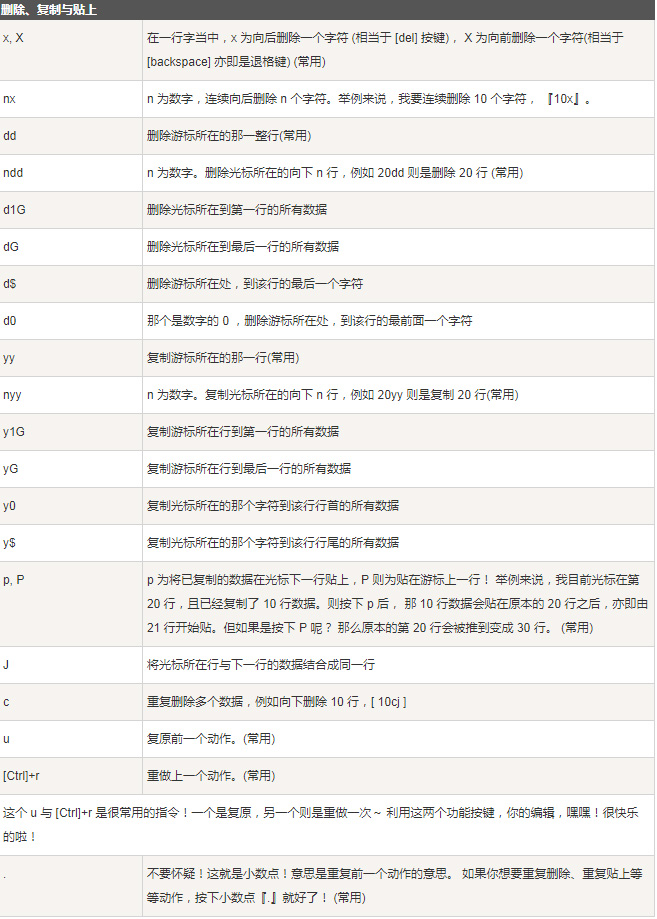 删除、复制与贴上
x, X
在一行字当中，x 为向后删除一个字符 (相当于 [del] 按键)， X 为向前删除一个字符(相当于
[backspace] 亦即是退格键) (常用)
nx
n 为数字，连续向后删除 n 个字符。举例来说，我要连续删除 10 个字符， 『10x』。
dd
删除游标所在的那一整行(常用)
ndd
n 为数字。删除光标所在的向下 n 行，例如 20dd 则是删除 20 行 (常用)
d1G
删除光标所在到第一行的所有数据
dG
删除光标所在到最后一行的所有数据
d$
删除游标所在处，到该行的最后一个字符
d0
那个是数字的 0 ，删除游标所在处，到该行的最前面一个字符
yy
复制游标所在的那一行(常用)
nyy
n 为数字。复制光标所在的向下 n 行，例如 20yy 则是复制 20 行(常用)
y1G
复制游标所在行到第一行的所有数据
yG
复制游标所在行到最后一行的所有数据
y0
复制光标所在的那个字符到该行行首的所有数据
y$
复制光标所在的那个字符到该行行尾的所有数据
p, P
p 为将已复制的数据在光标下一行贴上，P 则为贴在游标上一行！ 举例来说，我目前光标在第
20 行，且已经复制了 10 行数据。则按下 p 后， 那 10 行数据会贴在原本的 20 行之后，亦即由
21 行开始贴。但如果是按下 P 呢？ 那么原本的第 20 行会被推到变成 30 行。 (常用)
J
将光标所在行与下一行的数据结合成同一行
c
重复删除多个数据，例如向下删除 10 行，[ 10cj ]
u
复原前一个动作。(常用)
[Ctrl]+r
重做上一个动作。(常用)
这个 u 与 [Ctrl]+r 是很常用的指令！一个是复原，另一个则是重做一次～ 利用这两个功能按键，你的编辑，嘿嘿！很快乐
的啦！
.
不要怀疑！这就是小数点！意思是重复前一个动作的意思。 如果你想要重复删除、重复贴上等
等动作，按下小数点『.』就好了！ (常用)